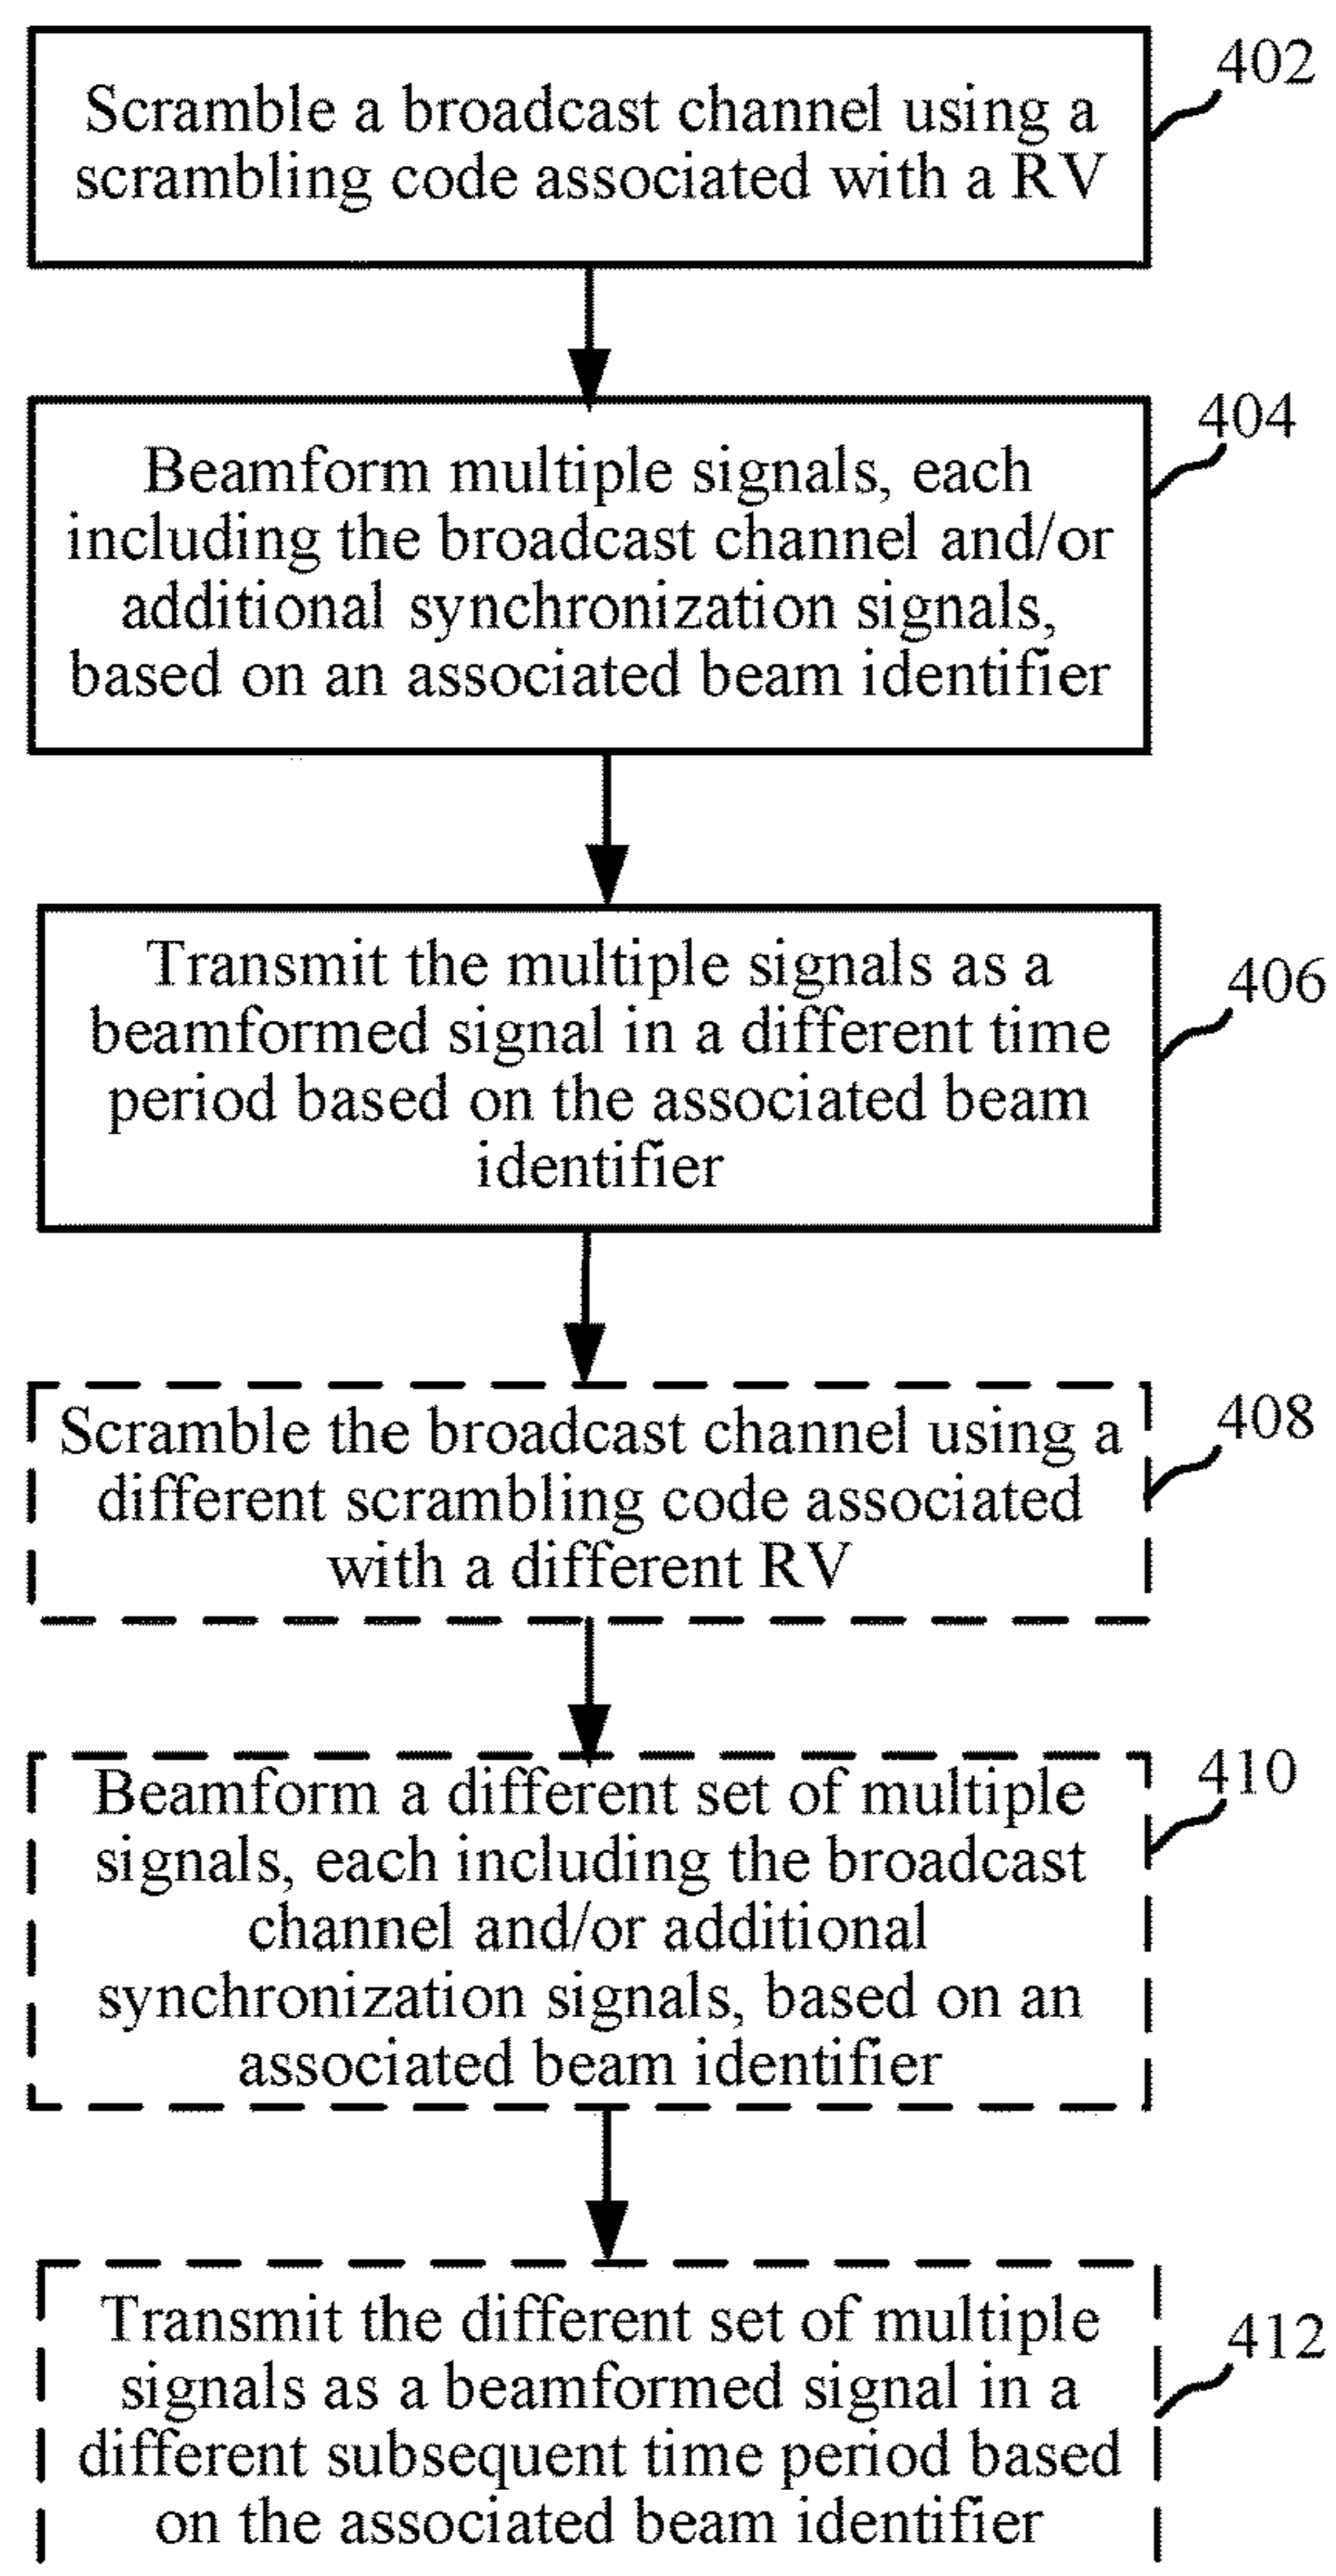 402
Scramble a broadcast channel using a
scrambling code associated with a RV
404
Beamform multiple signals, each
including the broadcast channel and/or
additional synchronization signals,
based on an associated beam identifier
406
Transmit the multiple signals as a
beamformed signal in a different time
period based on the associated beam
identifier
408
Scramble the broadcast channel using a
different scrambling code associated
with a different RV
410
Beamform a different set of multiple
signals, each including the broadcast
channel and/or additional
synchronization signals, based on an
associated beam identifier
412
Transmit the different set of multiple
signals as a beamformed signal in a
different subsequent time period based
on the associated beam identifier